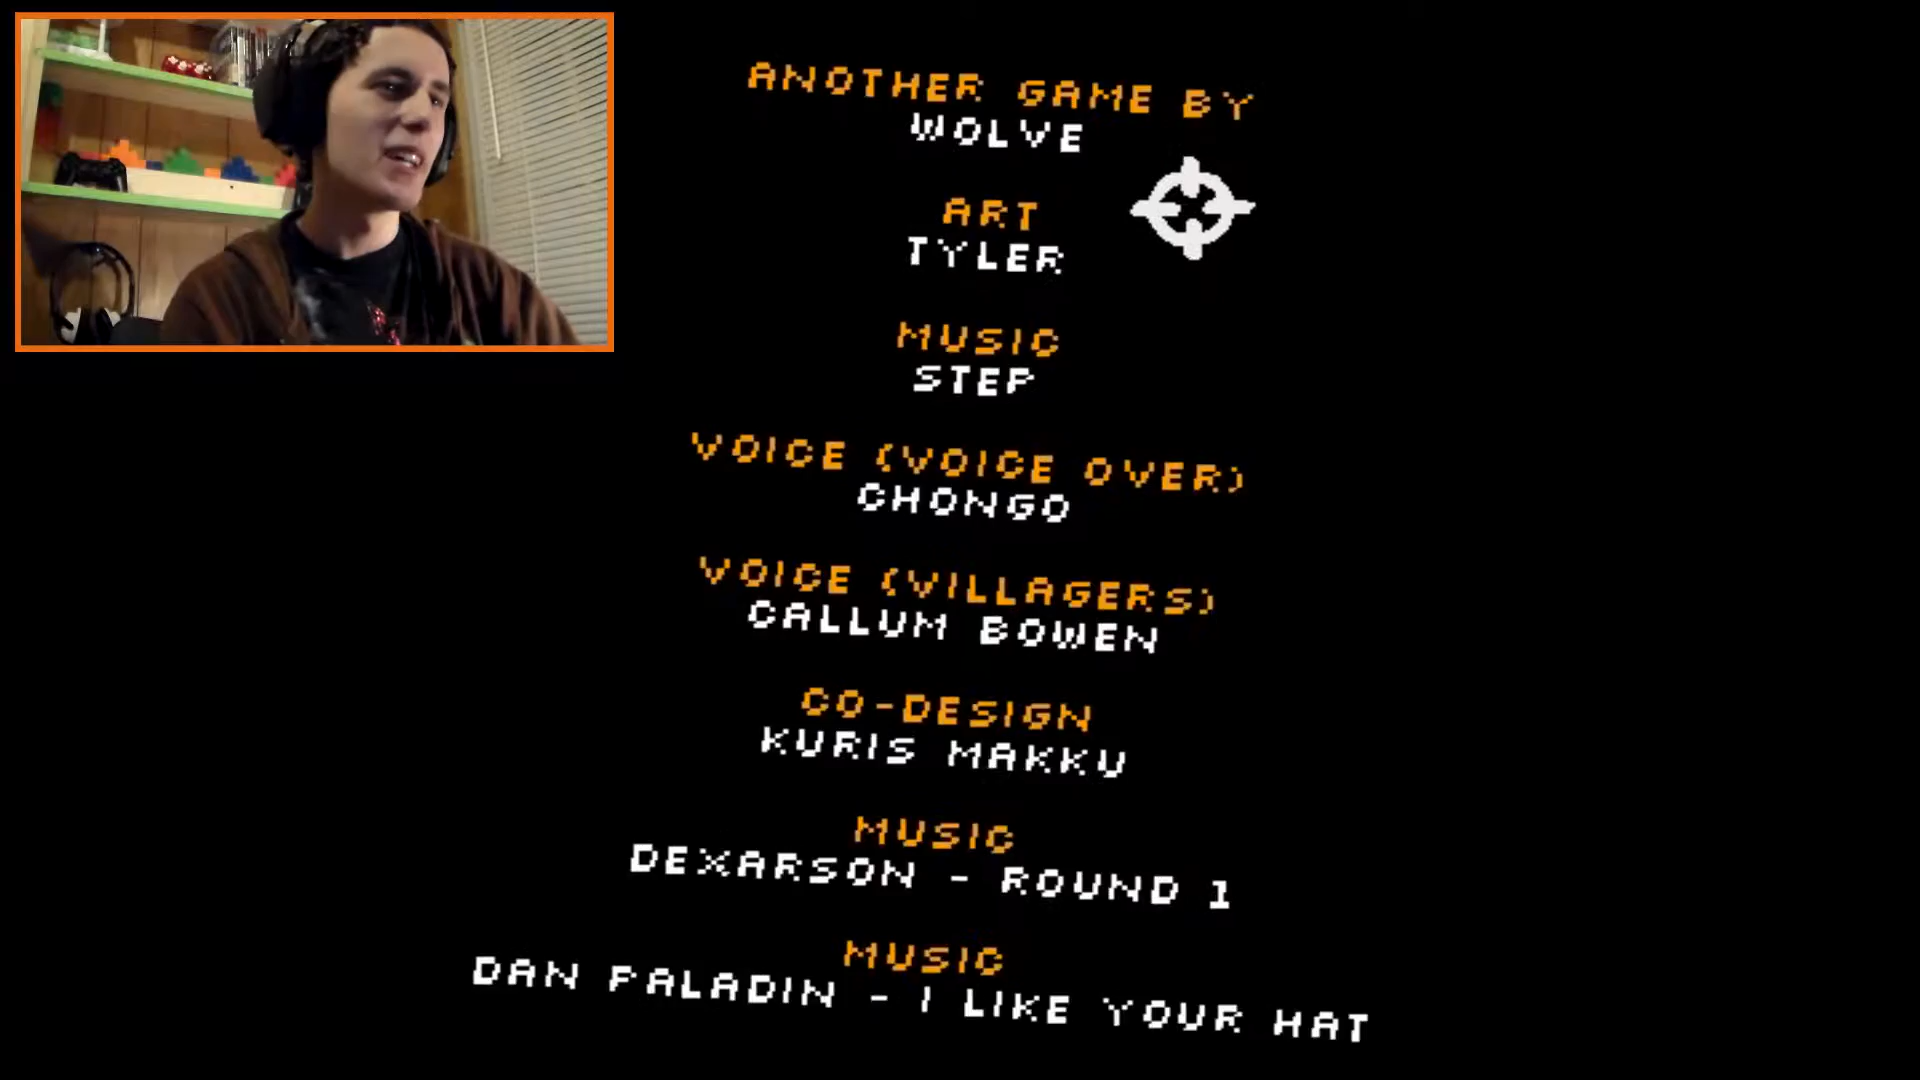 ANOTHER GAME BY
WOLVE
ART
TYLER
MUSIC
STEP
VOICE (VOICE OVER)
CHONGO
VOICE (VILLAGERS)
CALLUM BOWEN
CO-DESIGN
KURIS MAKKU
MUSIC
DEXARSON - ROUND 1
MUSIC
DAN PALADIN - I LIKE YOUR HAT